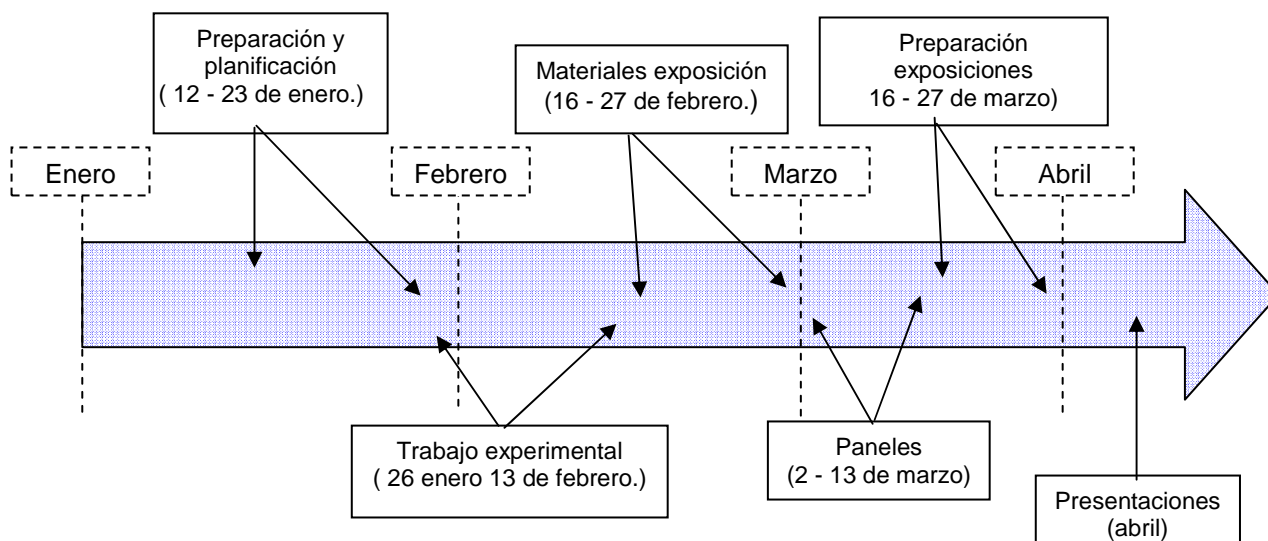 Preparación y
planificación
( 12 - 23 de enero.)
Materiales exposición
(16 - 27 de febrero.)
Preparación
exposiciones
16 - 27 de marzo)
Enero
Febrero
Marzo
Abril
Trabajo experimental
( 26 enero 13 de febrero.)
Paneles
(2 - 13 de marzo)
Presentaciones
(abril)